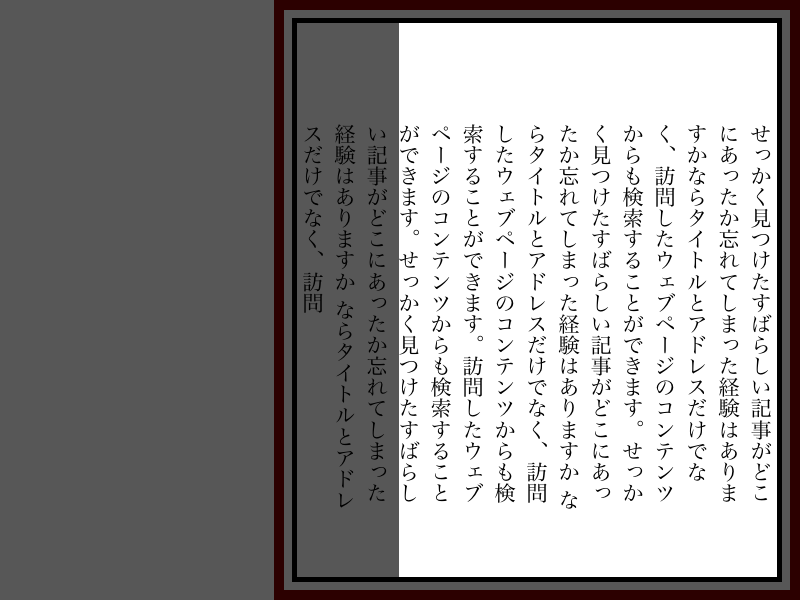 せっかく見つけたすばらしい記事がどこ
にあったか忘れてしまった経験はありま
すかならタイトルとアドレスだけでな
く、訪問したウェブページのコンテンツ
からも検索することができます。せっか
く見つけたすばらしい記事がどこにあっ
たか忘れてしまった経験はありますか な
らタイトルとアドレスだけでなく、訪問
したウェブページのコンテンツからも検
索することができます。訪問したウェブ
ページのコンテンツからも検索すること
ができます。せっかく見つけたすばらし
い記事がどこにあったか忘れてしまった
経験はありますか ならタイトルとアドレ
スだけでなく、訪問